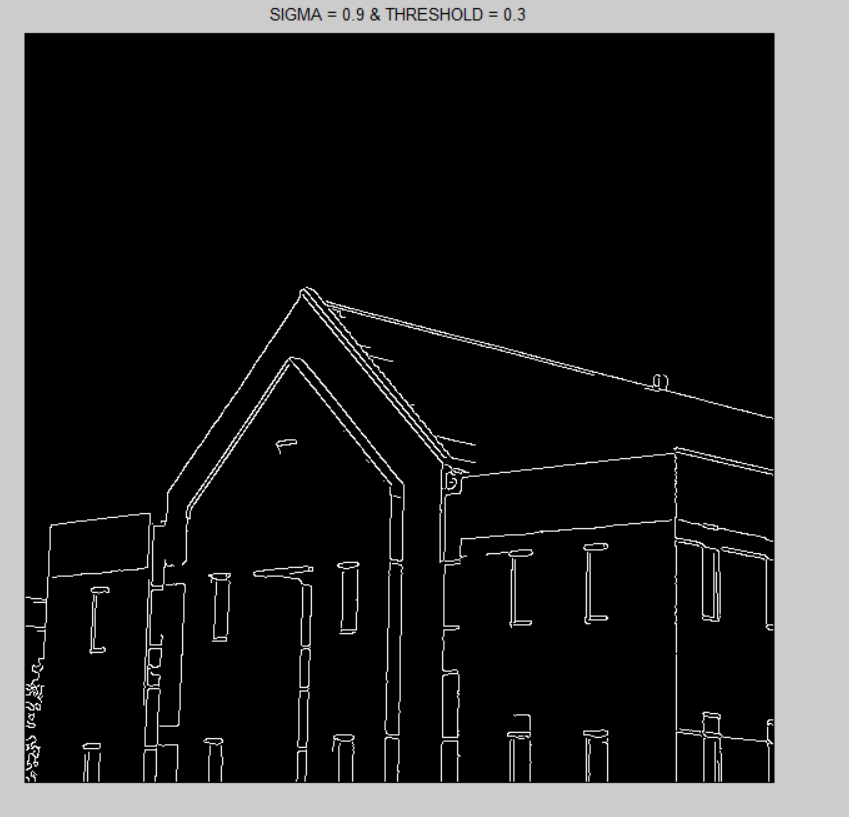 SIGMA = 0.9 & THRESHOLD = 0.3